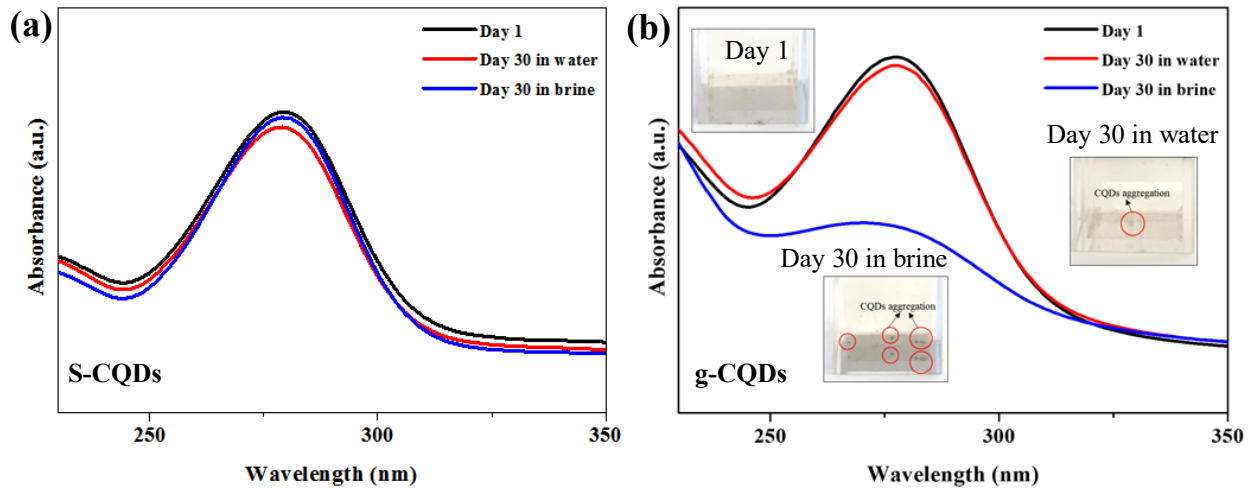 (a)
Day 1
Day 30 in water
Day 30 in brine
Absorbance (a.u.)
S-CQDs
250
300
350
Wavelength (nm)
(b)
Day 1
Day 1
Day 30 in water
Day 30 in brine
Day 30 in water
CQDs aggregation
Absorbance (a.u.)
Day 30 in brine
CQDs aggregation
g-CQDs
250
300
350
Wavelength (nm)